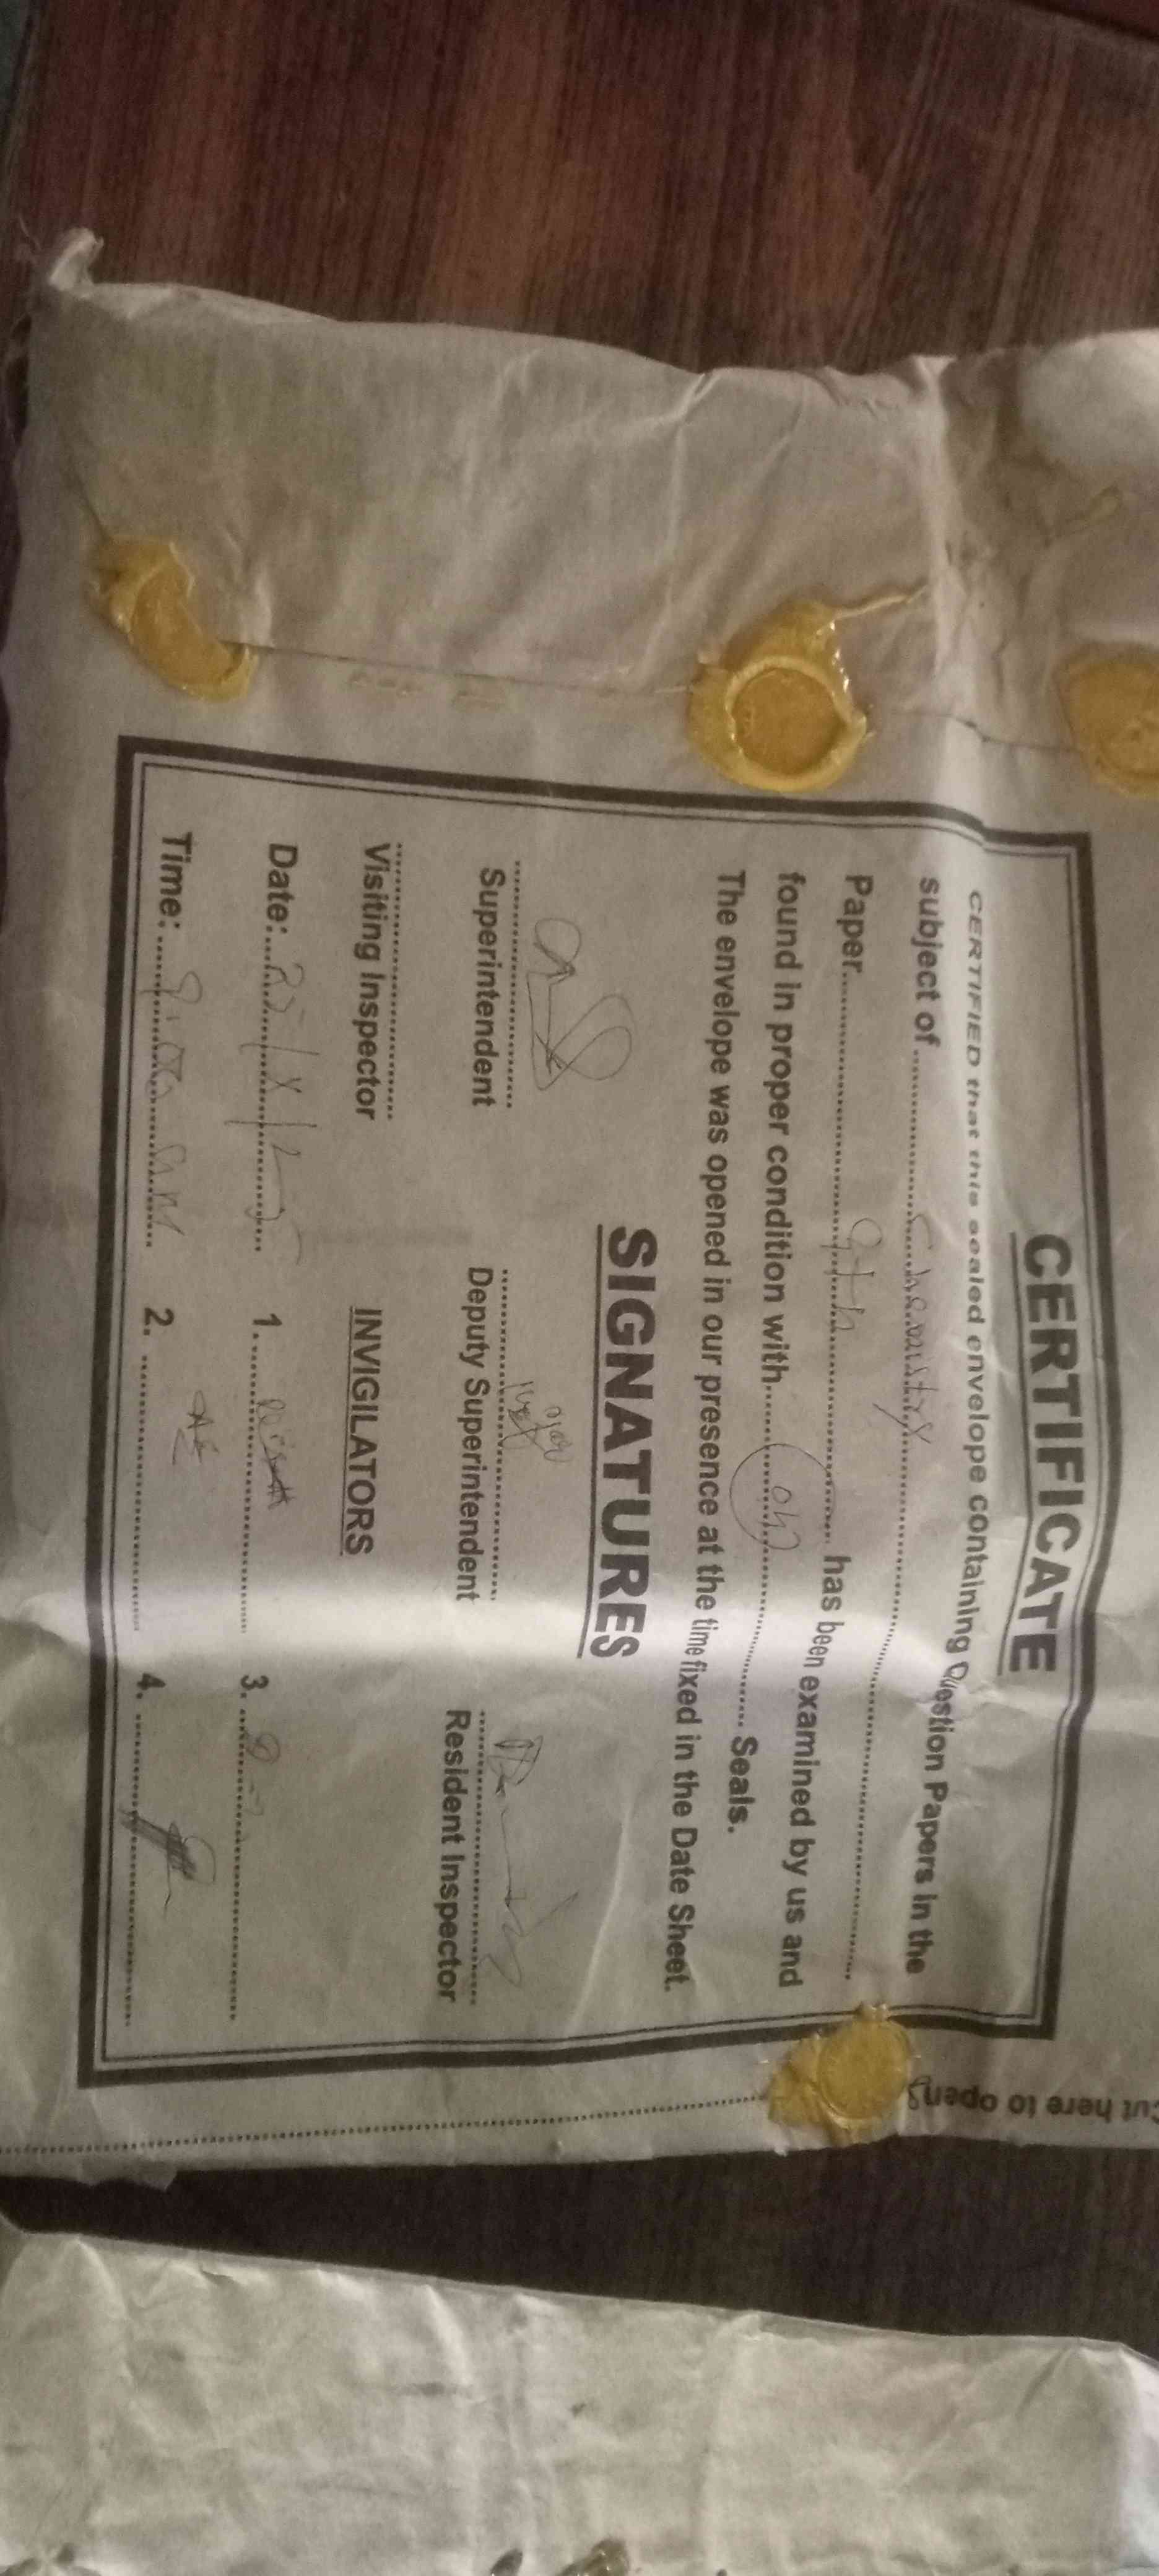 CERTIFICATE
CERTIFIED that this sealed envelope containing Question Papers in the
subject of Chemistry
Paper 9th has been examined by us and
found in proper condition with Seals.
The envelope was opened in our presence at the time fixed in the Date Sheet.
SIGNATURES
Superintendent Deputy Superintendent Resident Inspector
Visiting Inspector INVIGILATORS
Date: 1. 3.
Time: 2. 4.
Cut here to open